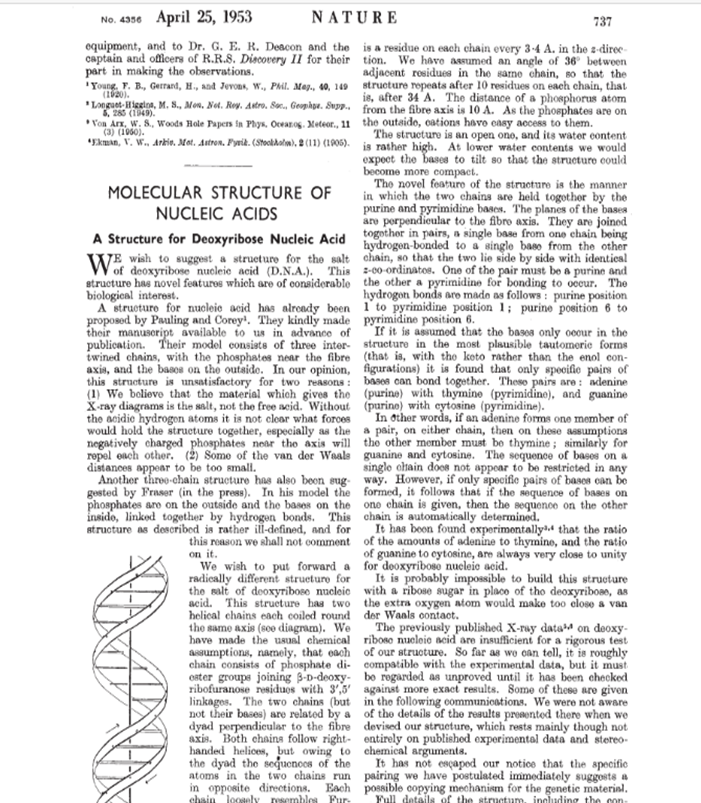 No. 4356 April 25, 1953 NATURE 737
equipment, and to Dr. G. E. R. Deacon and the
captain and officers of R.R.S. Discovery II for their
part in making the observations.
¹ Young, F. B., Gerrard, H., and Jevons, W., Phil. Mag., 40, 149
(1920).
² Longuet-Higgins, M. S., Mon. Not. Roy. Astro. Soc., Geophys. Supp.,
5, 285 (1949).
³ Von Arx, W. S., Woods Hole Papers in Phys. Oceanog. Meteor., 11
(3) (1950).
⁴ Ekman, V. W., Arkiv. Mat. Astron. Fysik. (Stockholm), 2 (11) (1905).
MOLECULAR STRUCTURE OF
NUCLEIC ACIDS
A Structure for Deoxyribose Nucleic Acid
WE wish to suggest a structure for the salt
of deoxyribose nucleic acid (D.N.A.). This
structure has novel features which are of considerable
biological interest.
A structure for nucleic acid has already been
proposed by Pauling and Corey¹. They kindly made
their manuscript available to us in advance of
publication. Their model consists of three inter-
twined chains, with the phosphates near the fibre
axis, and the bases on the outside. In our opinion,
this structure is unsatisfactory for two reasons :
(1) We believe that the material which gives the
X-ray diagrams is the salt, not the free acid. Without
the acidic hydrogen atoms it is not clear what forces
would hold the structure together, especially as the
negatively charged phosphates near the axis will
repel each other. (2) Some of the van der Waals
distances appear to be too small.
Another three-chain structure has also been sug-
gested by Fraser (in the press). In his model the
phosphates are on the outside and the bases on the
inside, linked together by hydrogen bonds. This
structure as described is rather ill-defined, and for
this reason we shall not comment
on it.
We wish to put forward a
radically different structure for
the salt of deoxyribose nucleic
acid. This structure has two
helical chains each coiled round
the same axis (see diagram). We
have made the usual chemical
assumptions, namely, that each
chain consists of phosphate di-
ester groups joining β-D-deoxy-
ribofuranose residues with 3′,5′
linkages. The two chains (but
not their bases) are related by a
dyad perpendicular to the fibre
axis. Both chains follow right-
handed helices, but owing to
the dyad the sequences of the
atoms in the two chains run
in opposite directions. Each
chain loosely resembles Fur-
is a residue on each chain every 3·4 A. in the z-direc-
tion. We have assumed an angle of 36° between
adjacent residues in the same chain, so that the
structure repeats after 10 residues on each chain, that
is, after 34 A. The distance of a phosphorus atom
from the fibre axis is 10 A. As the phosphates are on
the outside, cations have easy access to them.
The structure is an open one, and its water content
is rather high. At lower water contents we would
expect the bases to tilt so that the structure could
become more compact.
The novel feature of the structure is the manner
in which the two chains are held together by the
purine and pyrimidine bases. The planes of the bases
are perpendicular to the fibre axis. They are joined
together in pairs, a single base from one chain being
hydrogen-bonded to a single base from the other
chain, so that the two lie side by side with identical
z-co-ordinates. One of the pair must be a purine and
the other a pyrimidine for bonding to occur. The
hydrogen bonds are made as follows : purine position
1 to pyrimidine position 1 ; purine position 6 to
pyrimidine position 6.
If it is assumed that the bases only occur in the
structure in the most plausible tautomeric forms
(that is, with the keto rather than the enol con-
figurations) it is found that only specific pairs of
bases can bond together. These pairs are : adenine
(purine) with thymine (pyrimidine), and guanine
(purine) with cytosine (pyrimidine).
In other words, if an adenine forms one member of
a pair, on either chain, then on these assumptions
the other member must be thymine ; similarly for
guanine and cytosine. The sequence of bases on a
single chain does not appear to be restricted in any
way. However, if only specific pairs of bases can be
formed, it follows that if the sequence of bases on
one chain is given, then the sequence on the other
chain is automatically determined.
It has been found experimentally³,⁴ that the ratio
of the amounts of adenine to thymine, and the ratio
of guanine to cytosine, are always very close to unity
for deoxyribose nucleic acid.
It is probably impossible to build this structure
with a ribose sugar in place of the deoxyribose, as
the extra oxygen atom would make too close a van
der Waals contact.
The previously published X-ray data⁵,⁶ on deoxy-
ribose nucleic acid are insufficient for a rigorous test
of our structure. So far as we can tell, it is roughly
compatible with the experimental data, but it must
be regarded as unproved until it has been checked
against more exact results. Some of these are given
in the following communications. We were not aware
of the details of the results presented there when we
devised our structure, which rests mainly though not
entirely on published experimental data and stereo-
chemical arguments.
It has not escaped our notice that the specific
pairing we have postulated immediately suggests a
possible copying mechanism for the genetic material.
Full details of the structure, including the con-